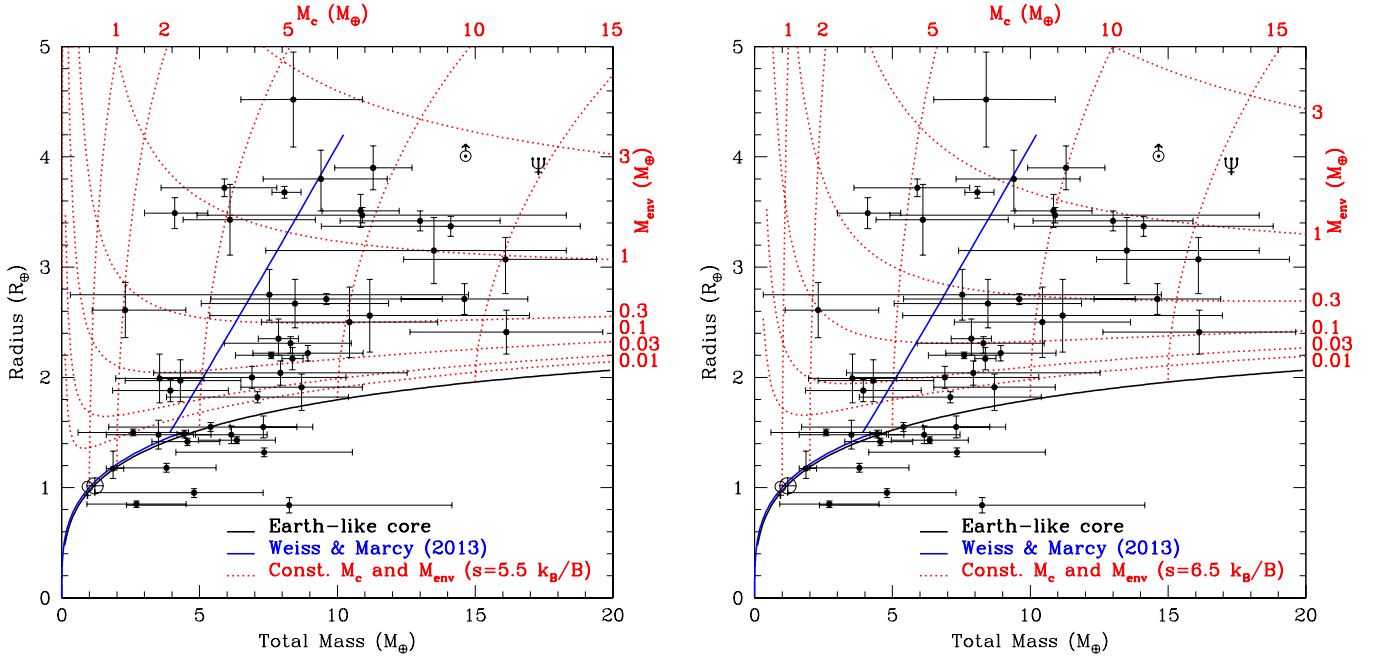 M_c (M_⊕)
1 2 5 10 15
5
4
3
2
1
0
Radius (R_⊕)
3
1
0.3
0.1
0.03
0.01
M_env (M_⊕)
Earth-like core
Weiss & Marcy (2013)
Const. M_c and M_env (s=5.5 k_B/B)
0 5 10 15 20
Total Mass (M_⊕)
M_c (M_⊕)
1 2 5 10 15
5
4
3
2
1
0
Radius (R_⊕)
3
1
0.3
0.1
0.03
0.01
M_env (M_⊕)
Earth-like core
Weiss & Marcy (2013)
Const. M_c and M_env (s=6.5 k_B/B)
0 5 10 15 20
Total Mass (M_⊕)